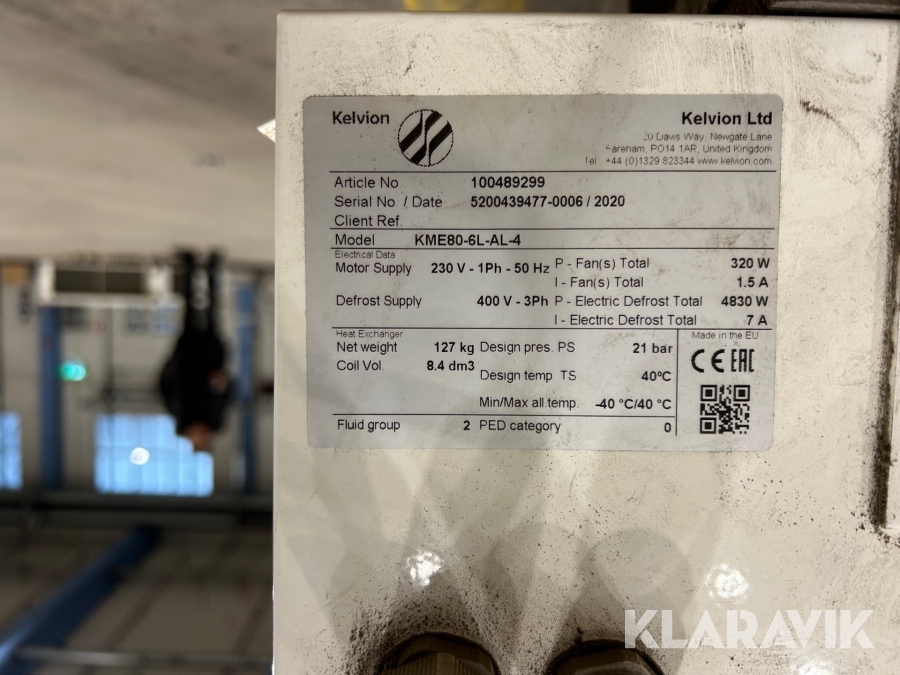 Kelvion
Kelvion Ltd
20 Davis Way, Newgate Lane
Fareham, PO14 1AR, United Kingdom
Tel +44 (0)1329 823344 www.kelvion.com
Article No 100489299
Serial No. / Date 5200439477-0006 / 2020
Client Ref.
Model KME80-6L-AL-4
Electrical Data
Motor Supply 230 V - 1Ph - 50 Hz P - Fan(s) Total 320 W
I - Fan(s) Total 1.5 A
Defrost Supply 400 V - 3Ph P - Electric Defrost Total 4830 W
I - Electric Defrost Total 7 A
Heat Exchanger
Made in the EU
Net weight 127 kg Design pres. PS 21 bar
CE EAC
Coil Vol. 8.4 dm3
Design temp TS 40°C
Min/Max all.temp. -40 °C/40 °C
Fluid group 2 PED category 0
KLARAVIK